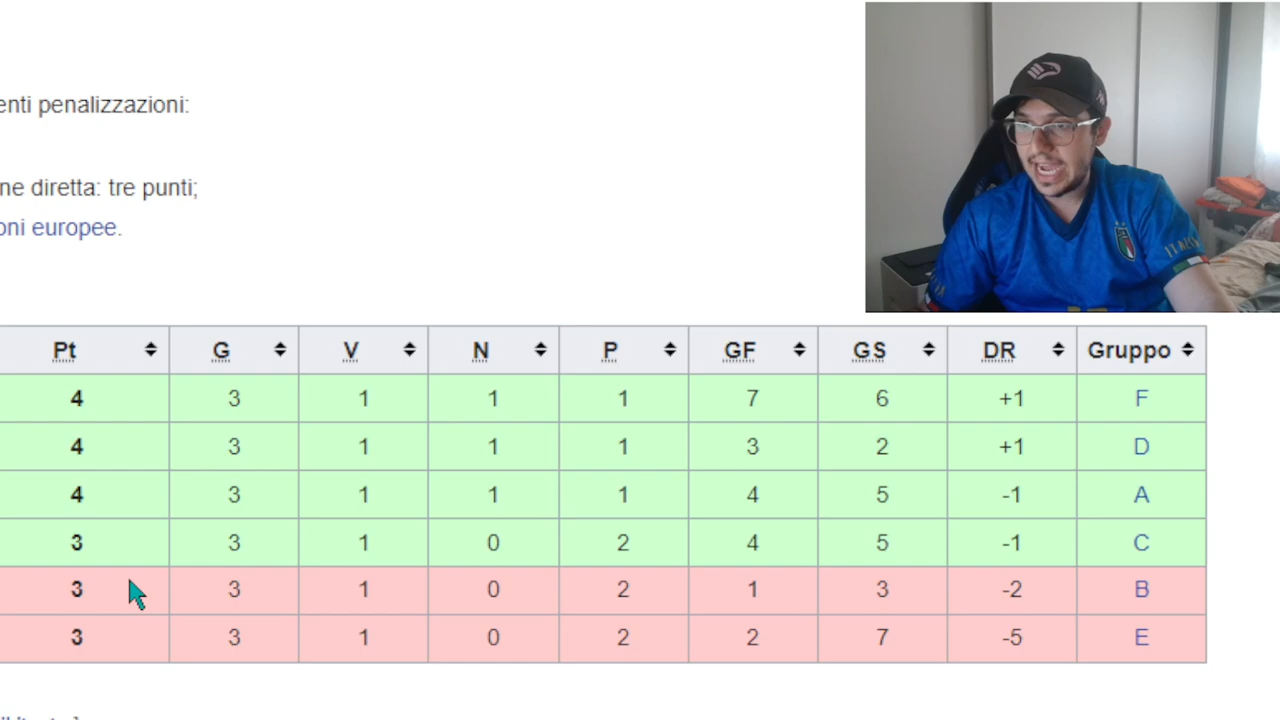 enti penalizzazioni:
ne diretta: tre punti;
oni europee.
ITALIA
Pt G V N P GF GS DR Gruppo
4 3 1 1 1 7 6 +1 F
4 3 1 1 1 3 2 +1 D
4 3 1 1 1 4 5 -1 A
3 3 1 0 2 4 5 -1 C
3 3 1 0 2 1 3 -2 B
3 3 1 0 2 2 7 -5 E